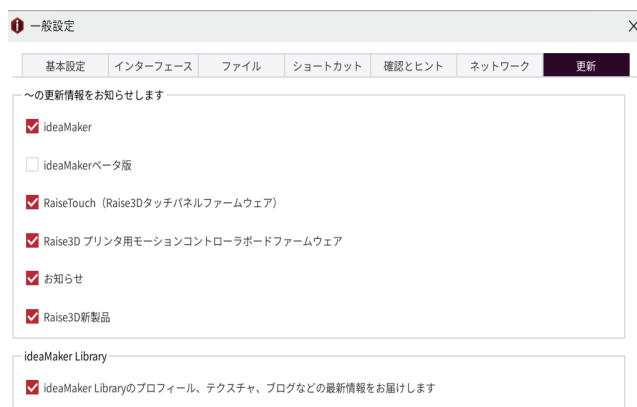 一般設定
基本設定 インターフェース ファイル ショートカット 確認とヒント ネットワーク 更新
～の更新情報をお知らせします
ideaMaker
ideaMakerベータ版
RaiseTouch（Raise3Dタッチパネルファームウェア）
Raise3D プリンタ用モーションコントローラボードファームウェア
お知らせ
Raise3D新製品
ideaMaker Library
ideaMaker Libraryのプロフィール、テクスチャ、ブログなどの最新情報をお届けします